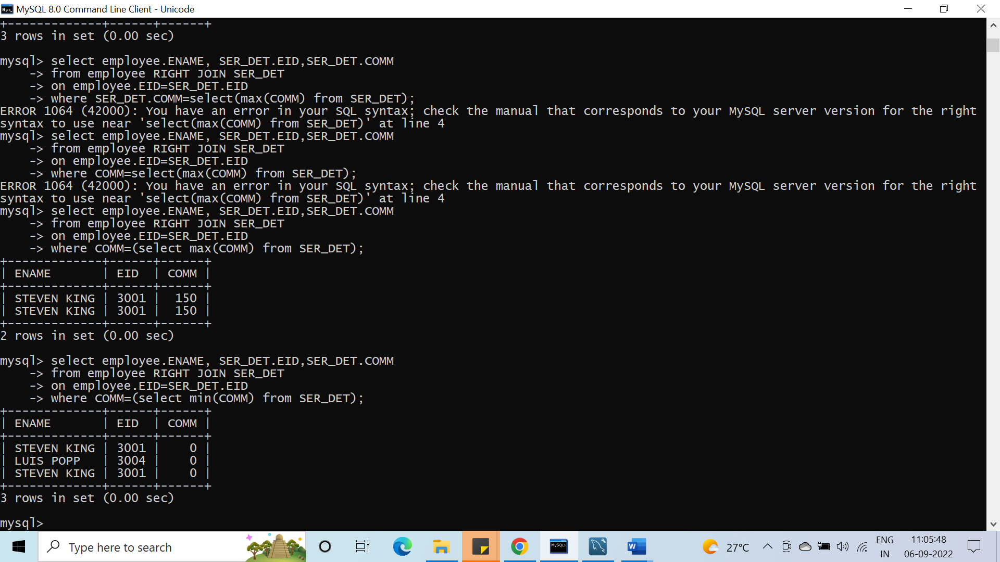 MySQL 8.0 Command Line Client - Unicode
+-------------+------+------+
3 rows in set (0.00 sec)
mysql> select employee.ENAME, SER_DET.EID,SER_DET.COMM
    -> from employee RIGHT JOIN SER_DET
    -> on employee.EID=SER_DET.EID
    -> where SER_DET.COMM=select(max(COMM) from SER_DET);
ERROR 1064 (42000): You have an error in your SQL syntax; check the manual that corresponds to your MySQL server version for the right
syntax to use near 'select(max(COMM) from SER_DET)' at line 4
mysql> select employee.ENAME, SER_DET.EID,SER_DET.COMM
    -> from employee RIGHT JOIN SER_DET
    -> on employee.EID=SER_DET.EID
    -> where COMM=select(max(COMM) from SER_DET);
ERROR 1064 (42000): You have an error in your SQL syntax; check the manual that corresponds to your MySQL server version for the right
syntax to use near 'select(max(COMM) from SER_DET)' at line 4
mysql> select employee.ENAME, SER_DET.EID,SER_DET.COMM
    -> from employee RIGHT JOIN SER_DET
    -> on employee.EID=SER_DET.EID
    -> where COMM=(select max(COMM) from SER_DET);
+-------------+------+------+
| ENAME       | EID  | COMM |
+-------------+------+------+
| STEVEN KING | 3001 |  150 |
| STEVEN KING | 3001 |  150 |
+-------------+------+------+
2 rows in set (0.00 sec)
mysql> select employee.ENAME, SER_DET.EID,SER_DET.COMM
    -> from employee RIGHT JOIN SER_DET
    -> on employee.EID=SER_DET.EID
    -> where COMM=(select min(COMM) from SER_DET);
+-------------+------+------+
| ENAME       | EID  | COMM |
+-------------+------+------+
| STEVEN KING | 3001 |    0 |
| LUIS POPP   | 3004 |    0 |
| STEVEN KING | 3001 |    0 |
+-------------+------+------+
3 rows in set (0.00 sec)
mysql>
Type here to search
MySQL>
W
27°C
ENG
IN
11:05:48
06-09-2022